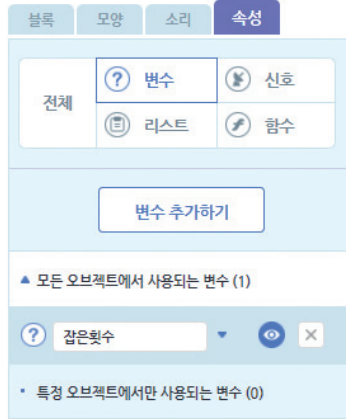 블록 모양 소리 속성
전체
? 변수 신호
리스트 f 함수
변수 추가하기
▲ 모든 오브젝트에서 사용되는 변수 (1)
? 잡은횟수 ▼ ×
• 특정 오브젝트에서만 사용되는 변수 (0)